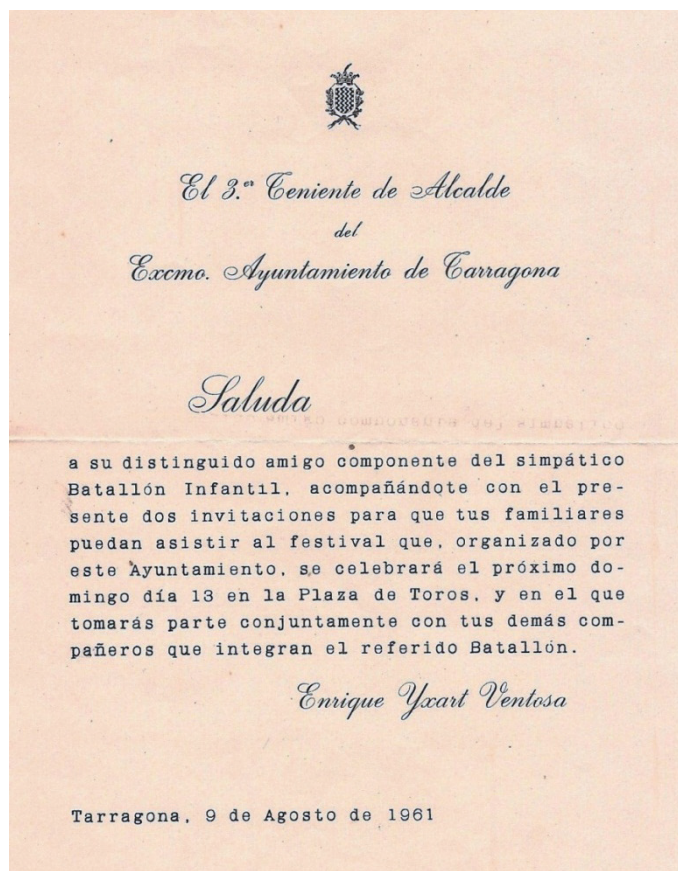 El 3.er Teniente de Alcalde
del
Excmo. Ayuntamiento de Tarragona
Saluda
a su distinguido amigo componente del simpático
Batallón Infantil, acompañándote con el pre-
sente dos invitaciones para que tus familiares
puedan asistir al festival que, organizado por
este Ayuntamiento, se celebrará el próximo do-
mingo día 13 en la Plaza de Toros, y en el que
tomarás parte conjuntamente con tus demás com-
pañeros que integran el referido Batallón.
Enrique Yxart Ventosa
Tarragona, 9 de Agosto de 1961